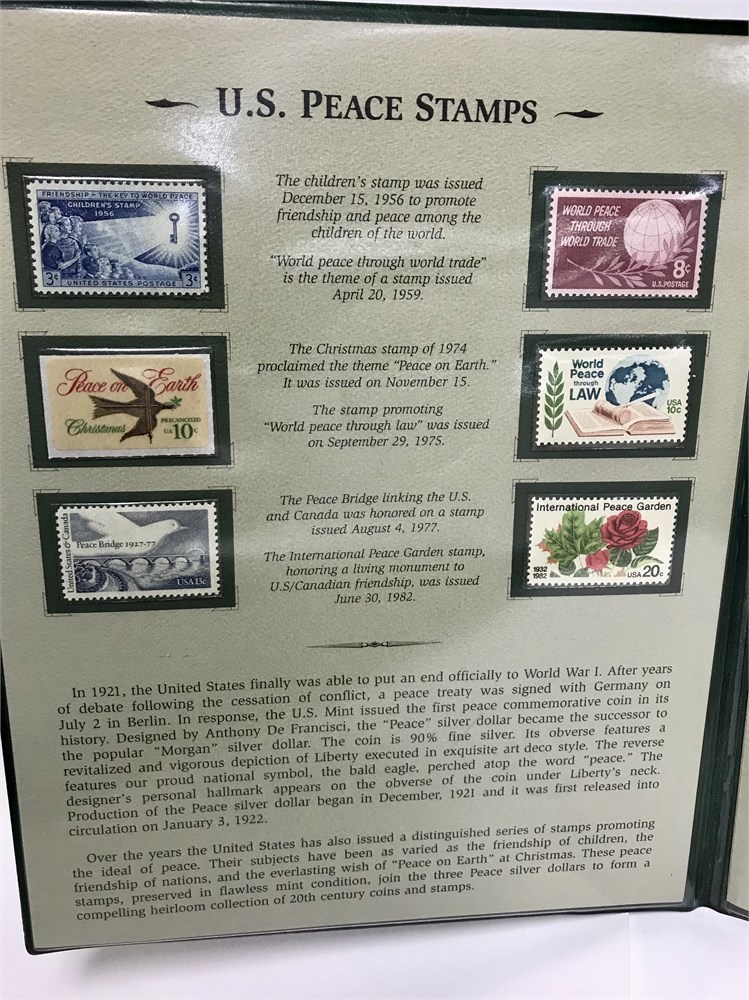 U.S. PEACE STAMPS
FRIENDSHIP - THE KEY TO WORLD PEACE
CHILDREN'S STAMP
1956
3¢
UNITED STATES POSTAGE
3¢
The children's stamp was issued
December 15, 1956 to promote
friendship and peace among the
children of the world.
"World peace through world trade"
is the theme of a stamp issued
April 20, 1959.
WORLD PEACE
THROUGH
WORLD TRADE
8¢
U.S. POSTAGE
Peace on Earth
Christmas
PRECANCELED
U.S. 10c
The Christmas stamp of 1974
proclaimed the theme "Peace on Earth."
It was issued on November 15.
The stamp promoting
"World peace through law" was issued
on September 29, 1975.
World
Peace
through
LAW
USA
10c
United States & Canada
Peace Bridge 1927-77
USA 13c
The Peace Bridge linking the U.S.
and Canada was honored on a stamp
issued August 4, 1977.
The International Peace Garden stamp,
honoring a living monument to
U.S/Canadian friendship, was issued
June 30, 1982.
International Peace Garden
1932
1982
USA 20c
In 1921, the United States finally was able to put an end officially to World War I. After years
of debate following the cessation of conflict, a peace treaty was signed with Germany on
July 2 in Berlin. In response, the U.S. Mint issued the first peace commemorative coin in its
history. Designed by Anthony De Francisci, the "Peace" silver dollar became the successor to
the popular "Morgan" silver dollar. The coin is 90% fine silver. Its obverse features a
revitalized and vigorous depiction of Liberty executed in exquisite art deco style. The reverse
features our proud national symbol, the bald eagle, perched atop the word "peace." The
designer's personal hallmark appears on the obverse of the coin under Liberty's neck.
Production of the Peace silver dollar began in December, 1921 and it was first released into
circulation on January 3, 1922.
Over the years the United States has also issued a distinguished series of stamps promoting
the ideal of peace. Their subjects have been as varied as the friendship of children, the
friendship of nations, and the everlasting wish of "Peace on Earth" at Christmas. These peace
stamps, preserved in flawless mint condition, join the three Peace silver dollars to form a
compelling heirloom collection of 20th century coins and stamps.